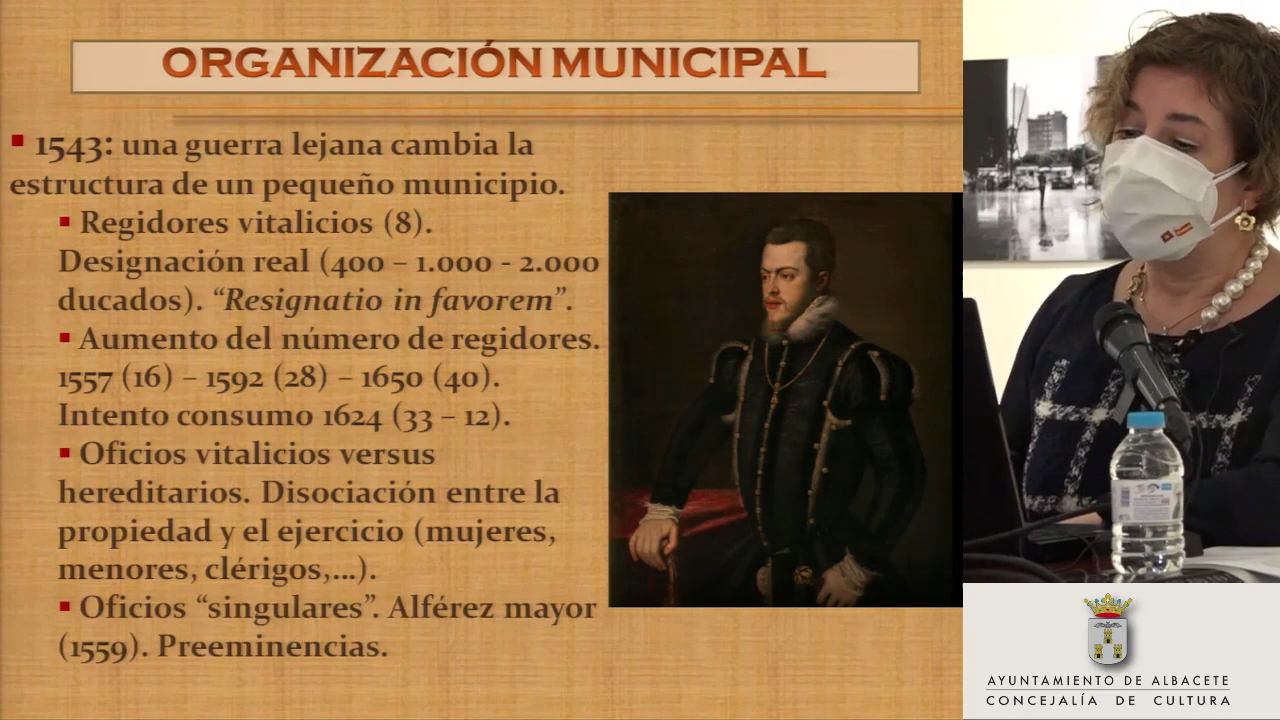 ORGANIZACIÓN MUNICIPAL
▪ 1543: una guerra lejana cambia la
estructura de un pequeño municipio.
▪ Regidores vitalicios (8).
Designación real (400 – 1.000 - 2.000
ducados). “Resignatio in favorem”.
▪ Aumento del número de regidores.
1557 (16) – 1592 (28) – 1650 (40).
Intento consumo 1624 (33 – 12).
▪ Oficios vitalicios versus
hereditarios. Disociación entre la
propiedad y el ejercicio (mujeres,
menores, clérigos,...).
▪ Oficios “singulares”. Alférez mayor
(1559). Preeminencias.
AYUNTAMIENTO DE ALBACETE
CONCEJALÍA DE CULTURA